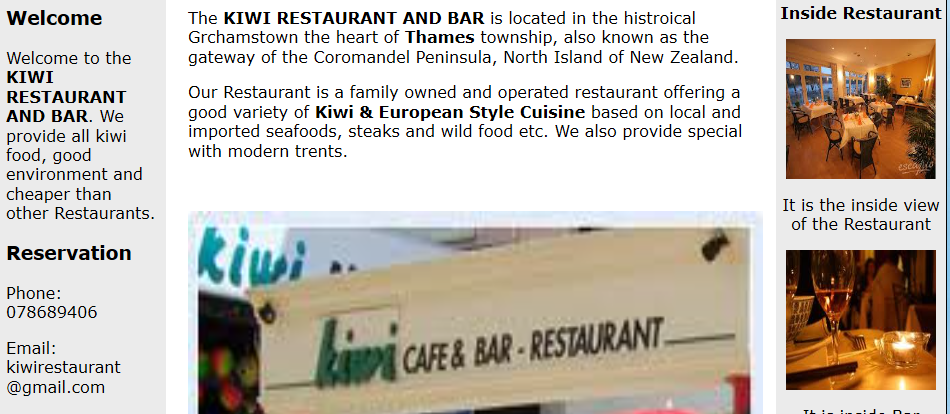 Welcome
Welcome to the
KIWI
RESTAURANT
AND BAR. We
provide all kiwi
food, good
environment and
cheaper than
other Restaurants.
Reservation
Phone:
078689406
Email:
kiwirestaurant
@gmail.com
The KIWI RESTAURANT AND BAR is located in the histroical
Grchamstown the heart of Thames township, also known as the
gateway of the Coromandel Peninsula, North Island of New Zealand.
Our Restaurant is a family owned and operated restaurant offering a
good variety of Kiwi & European Style Cuisine based on local and
imported seafoods, steaks and wild food etc. We also provide special
with modern trents.
kiwi
kiwi CAFE & BAR - RESTAURANT
Inside Restaurant
escapio
It is the inside view
of the Restaurant
It is inside Bar